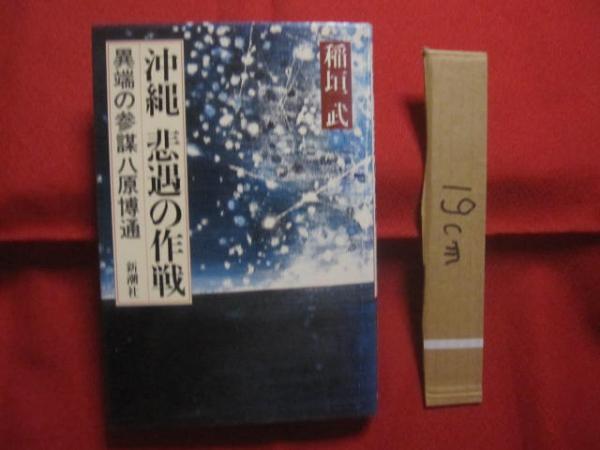 稲垣 武
沖縄 悲遇の作戦
異端の参謀八原博通
新潮社
19cm